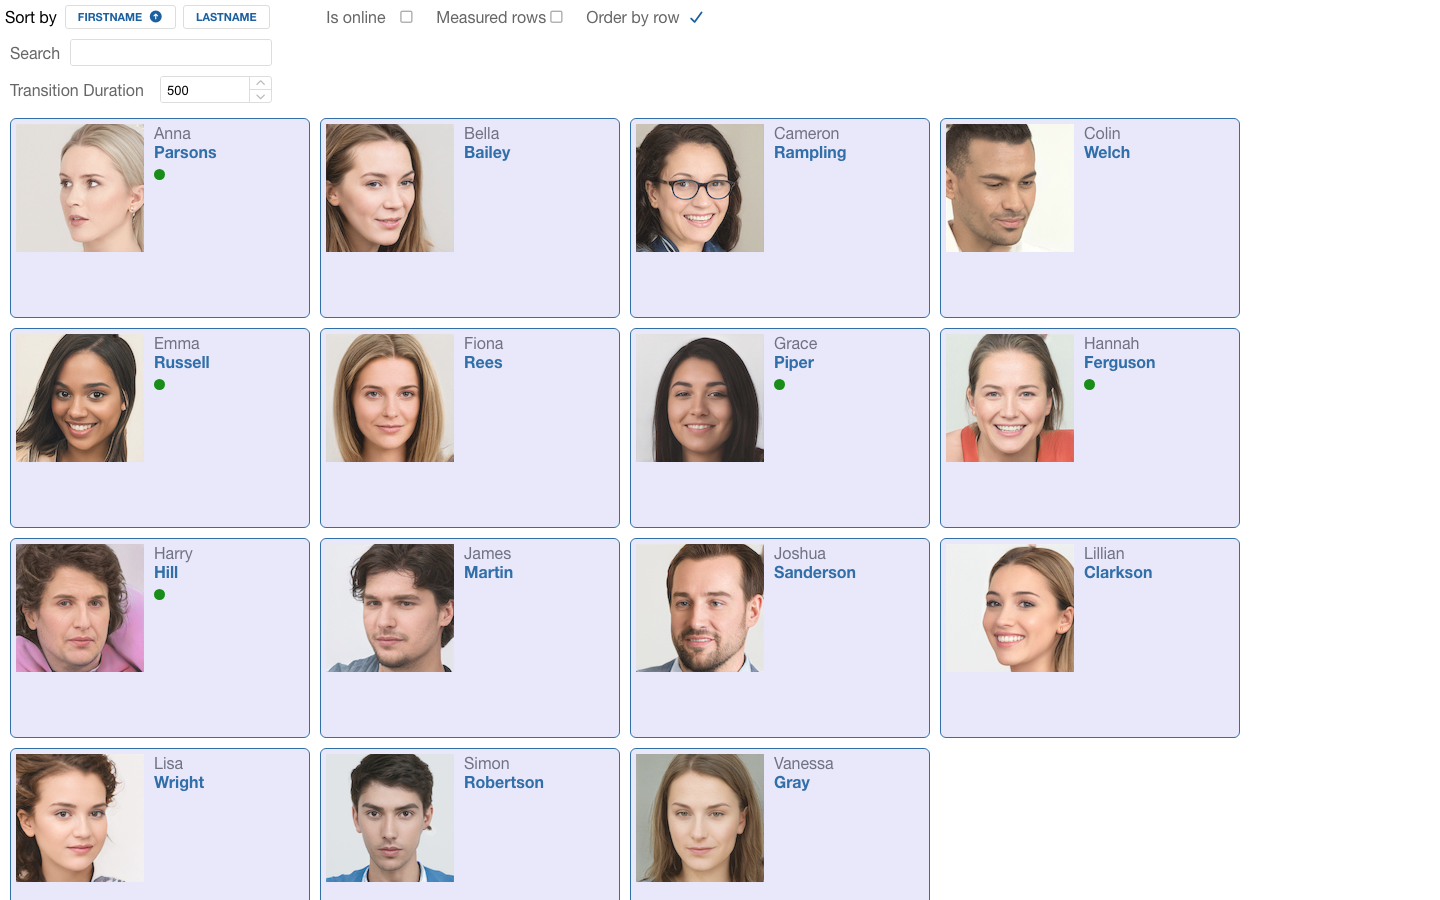 Sort by FIRSTNAME LASTNAME Is online Measured rows Order by row
Search
Transition Duration 500
Anna
Parsons
Bella
Bailey
Cameron
Rampling
Colin
Welch
Emma
Russell
Fiona
Rees
Grace
Piper
Hannah
Ferguson
Harry
Hill
James
Martin
Joshua
Sanderson
Lillian
Clarkson
Lisa
Wright
Simon
Robertson
Vanessa
Gray